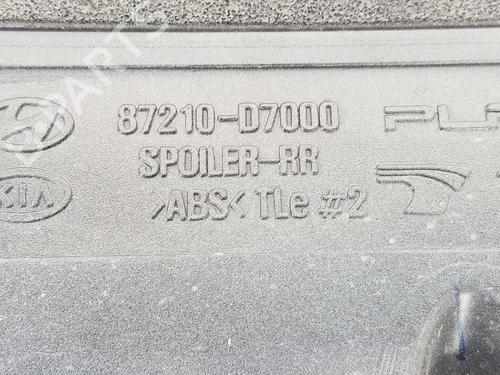 87210-D7000
SPOILER-RR
>ABS< TLe #2
KIA